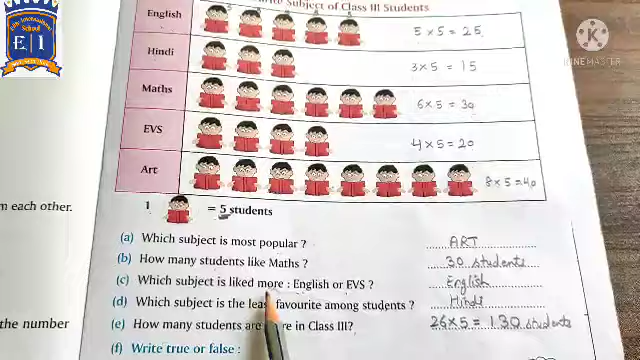 Elite International
School
E I
K
KINEMASTER
Favourite Subject of Class III Students
English 5 × 5 = 25
Hindi 3 × 5 = 15
Maths 6 × 5 = 30
EVS 4 × 5 = 20
Art 8 × 5 = 40
1 = 5 students
m each other.
(a) Which subject is most popular ? ART
(b) How many students like Maths ? 30 students
(c) Which subject is liked more : English or EVS ? English
(d) Which subject is the least favourite among students ? Hindi
(e) How many students are there in Class III? 26×5 = 130 students
the number
(f) Write true or false :